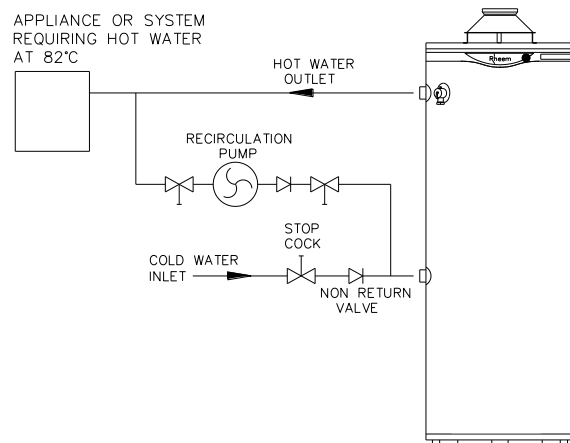 APPLIANCE OR SYSTEM
REQUIRING HOT WATER
AT 82°C
HOT WATER
OUTLET
Rheem
RECIRCULATION
PUMP
STOP
COCK
COLD WATER
INLET
NON RETURN
VALVE